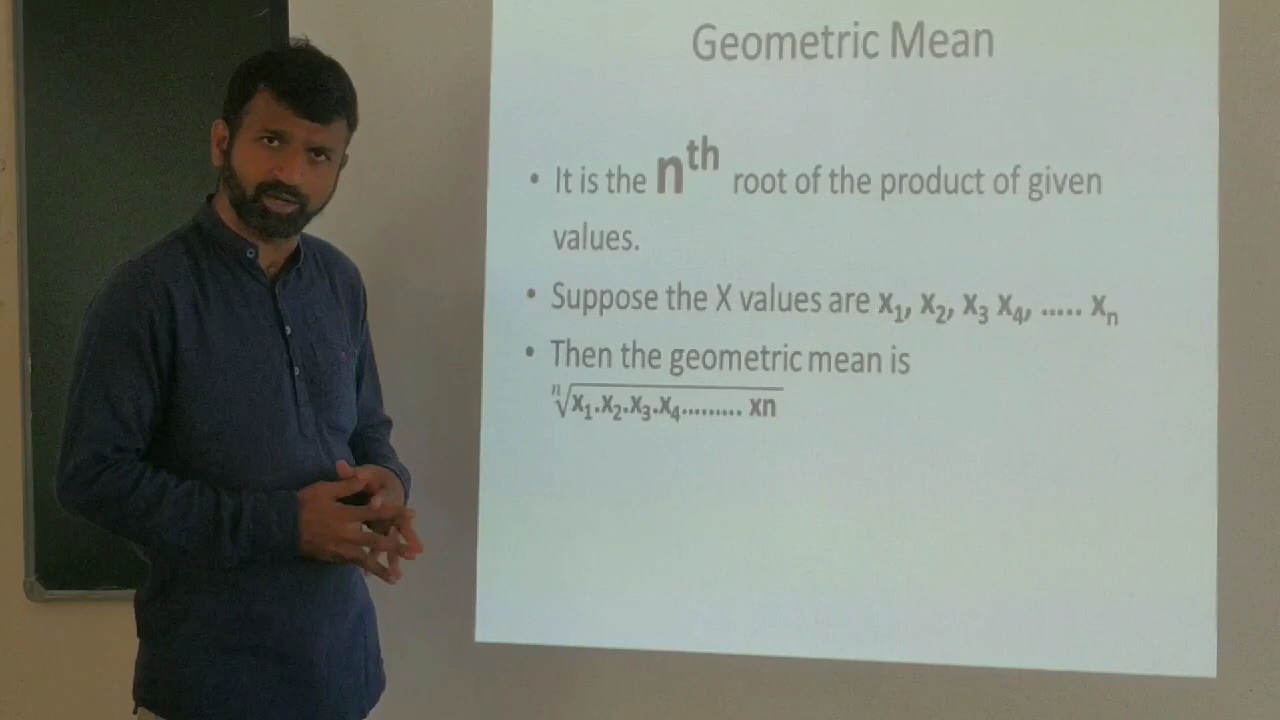 Geometric Mean
• It is the nth root of the product of given
values.
• Suppose the X values are x₁, x₂, x₃ x₄, ..... xₙ
• Then the geometric mean is
ⁿ√x₁.x₂.x₃.x₄......... xn